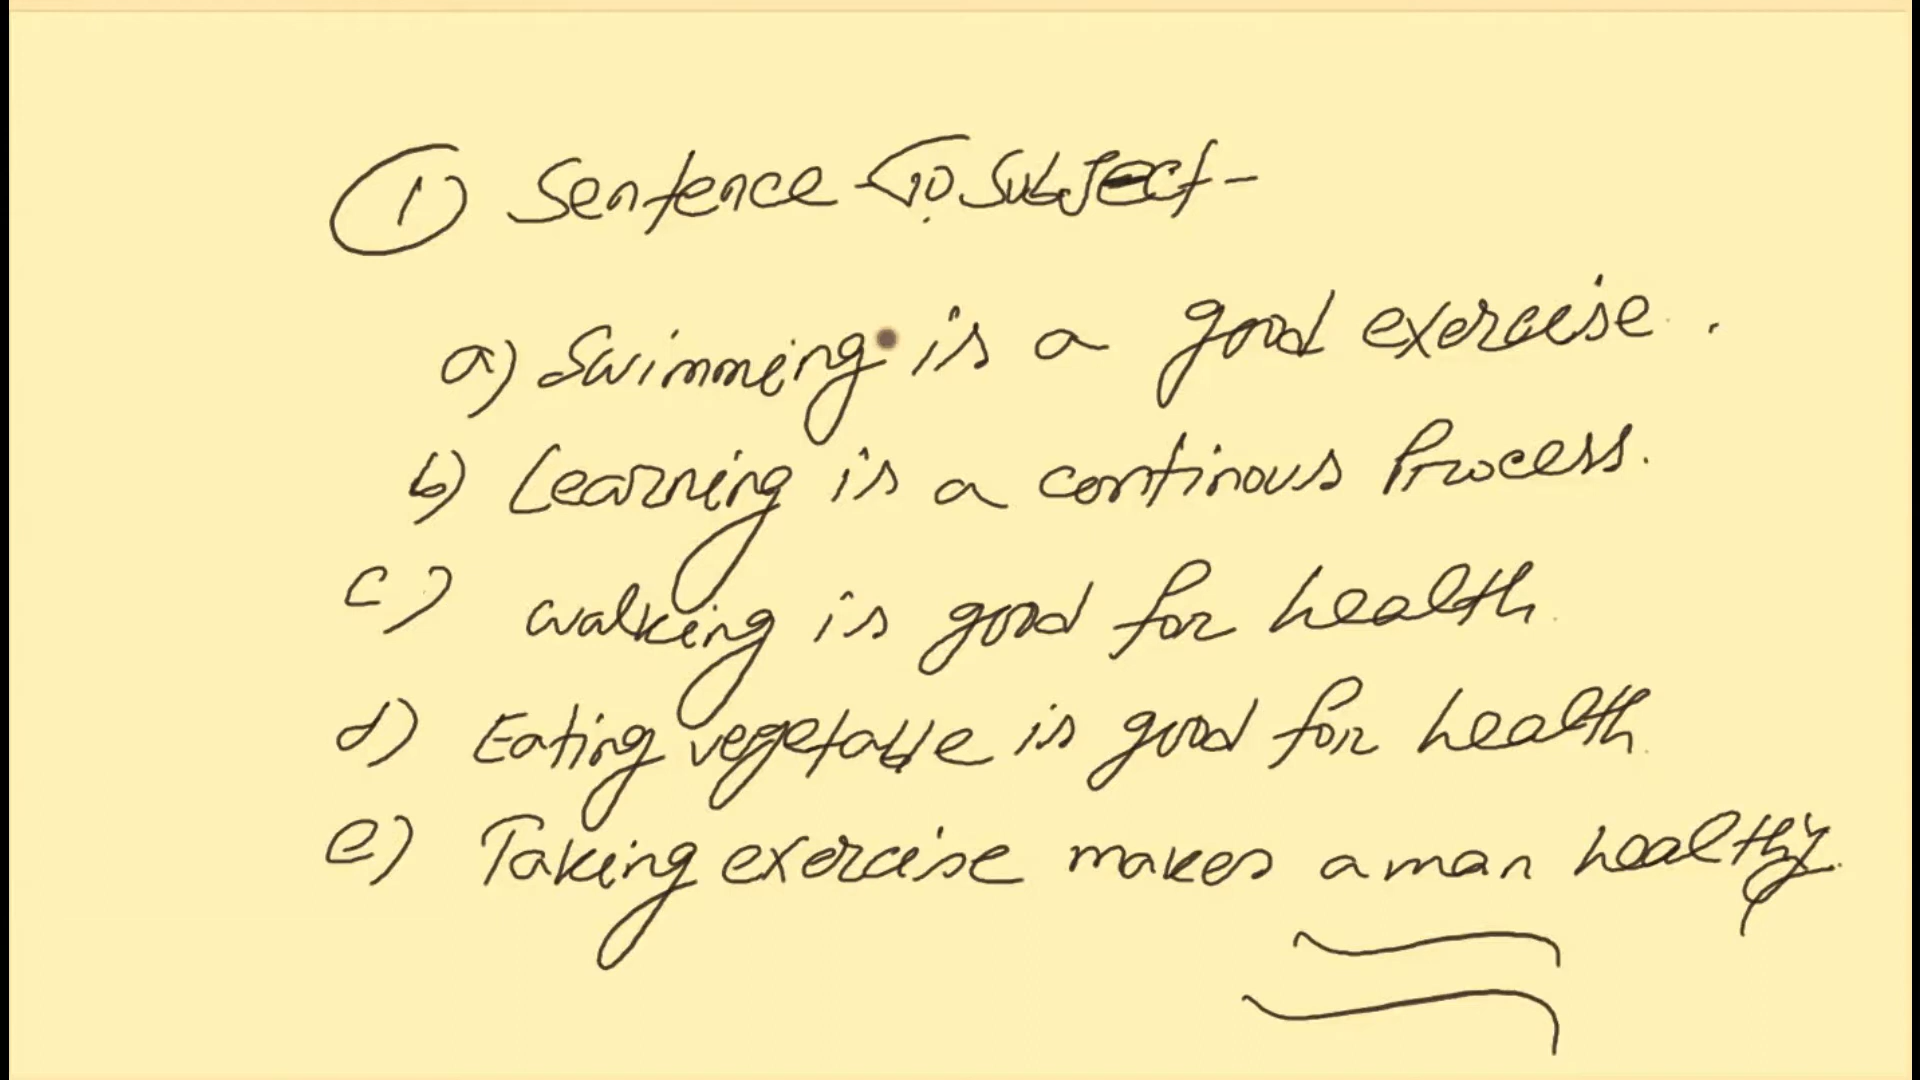 ① Sentence এর Subject-
a) Swimming is a good exercise.
b) Learning is a continous Process.
c) walking is good for health.
d) Eating vegetable is good for health.
e) Taking exercise makes a man healthy.